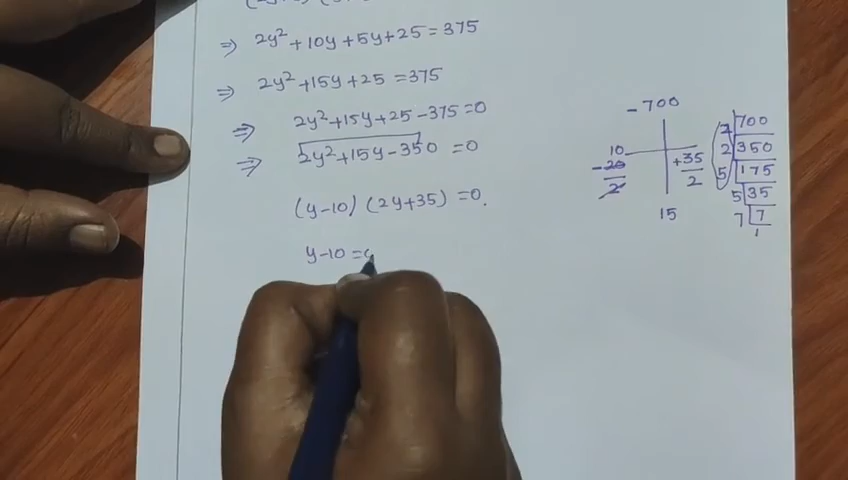 ⇒ 2y²+10y+5y+25=375
⇒ 2y²+15y+25=375
⇒ 2y²+15y+25-375=0
⇒ 2y²+15y-350=0
(y-10)(2y+35)=0.
y-10=
-700
10
-20/2
+35/2
15
2|700
2|350
5|175
5|35
7|7
1